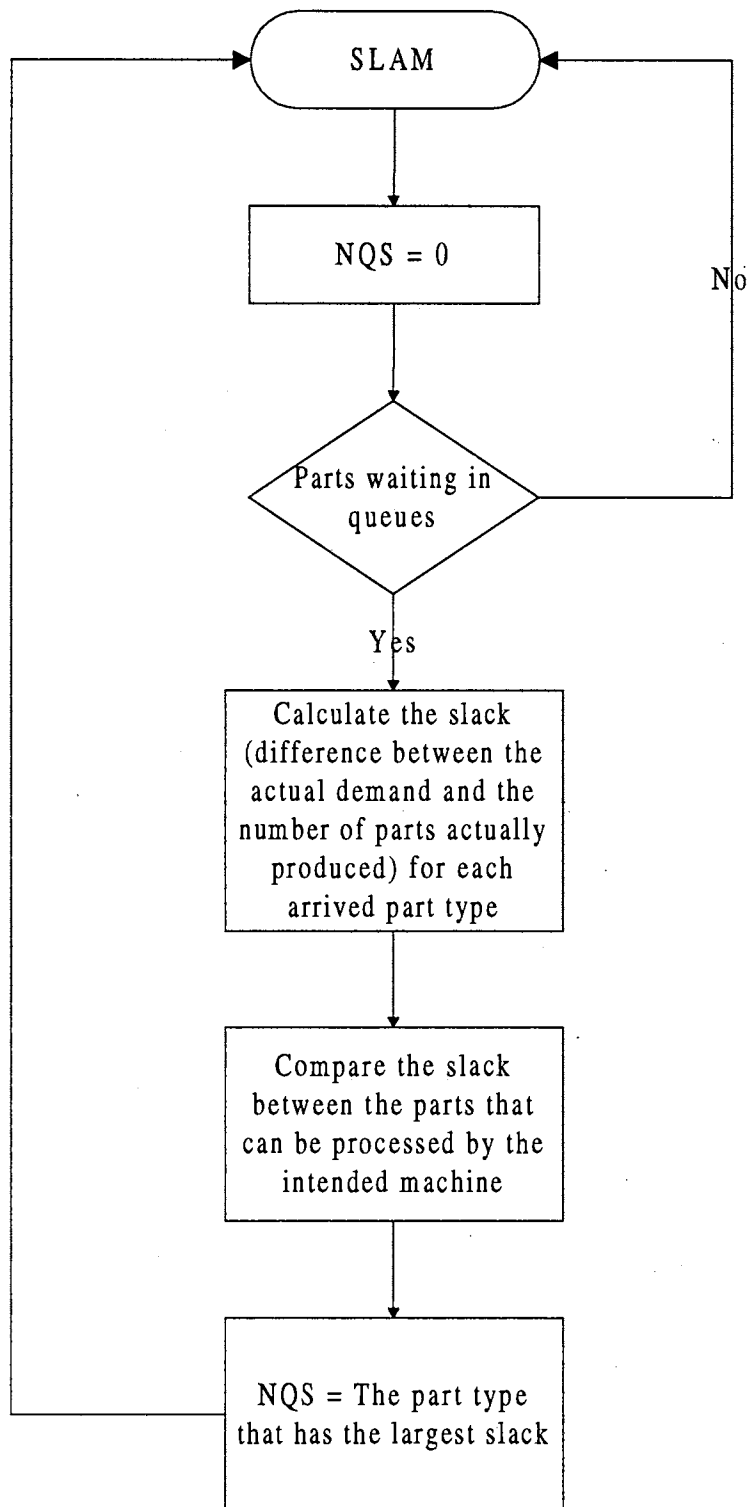 SLAM
NQS = 0
No
Parts waiting in
queues
Yes
Calculate the slack
(difference between the
actual demand and the
number of parts actually
produced) for each
arrived part type
Compare the slack
between the parts that
can be processed by the
intended machine
NQS = The part type
that has the largest slack